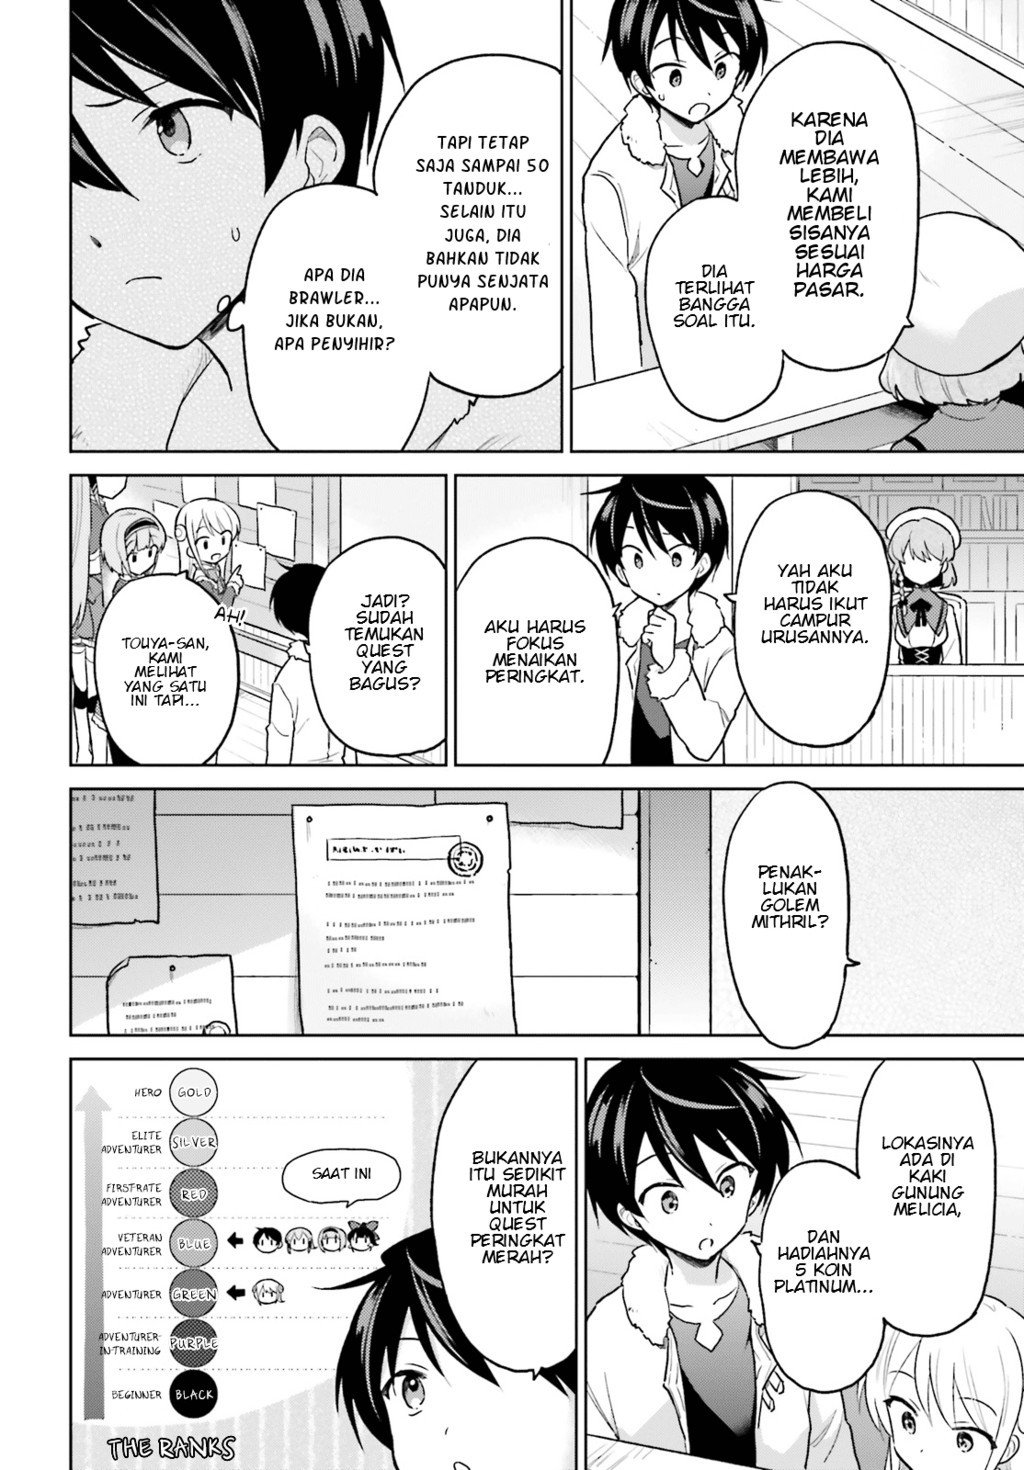 KARENA
DIA
MEMBAWA
LEBIH,
KAMI
MEMBELI
SISANYA
SESUAI
HARGA
PASAR.
DIA
TERLIHAT
BANGGA
SOAL ITU.
TAPI TETAP
SAJA SAMPAI 50
TANDUK...
SELAIN ITU
JUGA, DIA
BAHKAN TIDAK
PUNYA SENJATA
APAPUN.
APA DIA
BRAWLER...
JIKA BUKAN,
APA PENYIHIR?
YAH AKU
TIDAK
HARUS IKUT
CAMPUR
URUSANNYA.
AKU HARUS
FOKUS
MENAIKAN
PERINGKAT.
JADI?
SUDAH
TEMUKAN
QUEST
YANG
BAGUS?
AH!
TOUYA-SAN,
KAMI
MELIHAT
YANG SATU
INI TAPI...
PENAK-
LUKAN
GOLEM
MITHRIL?
LOKASINYA
ADA DI
KAKI
GUNUNG
MELICIA,
DAN
HADIAHNYA
5 KOIN
PLATINUM...
BUKANNYA
ITU SEDIKIT
MURAH
UNTUK
QUEST
PERINGKAT
MERAH?
SAAT INI
HERO GOLD
ELITE
ADVENTURER SILVER
FIRSTRATE
ADVENTURER RED
VETERAN
ADVENTURER BLUE
ADVENTURER GREEN
ADVENTURER-
IN-TRAINING PURPLE
BEGINNER BLACK
THE RANKS